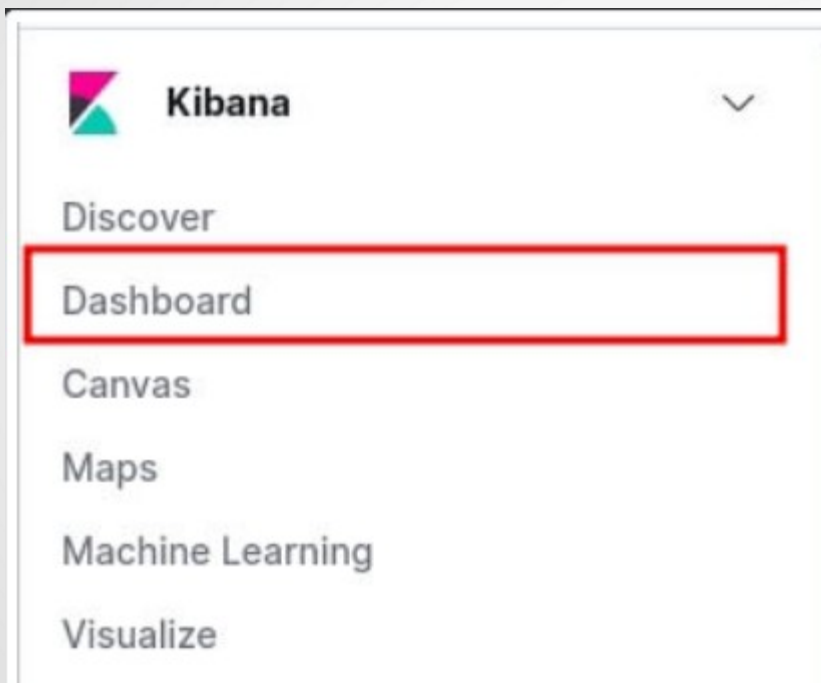 Kibana
Discover
Dashboard
Canvas
Maps
Machine Learning
Visualize